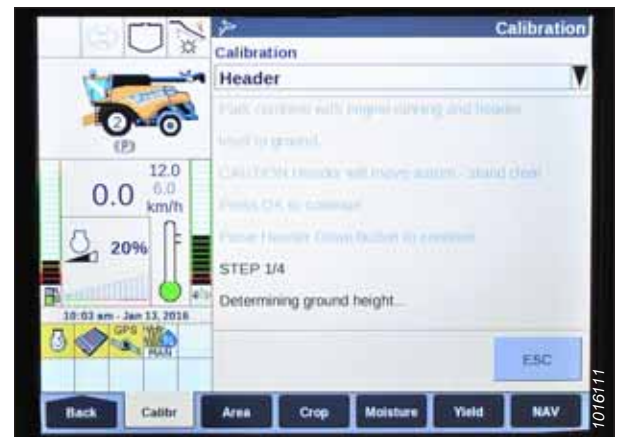 Calibration
Calibration
Header
Park combine with engine running and header
level to ground.
CAUTION Header will move autom. - stand clear
Press OK to continue
Press Header Down button to continue
STEP 1/4
Determining ground height...
ESC
2
(P)
12.0
6.0
0.0
km/h
20%
10:03 am - Jan 13, 2016
GPS
MAN
Back
Calibr
Area
Crop
Moisture
Yield
NAV
1016111